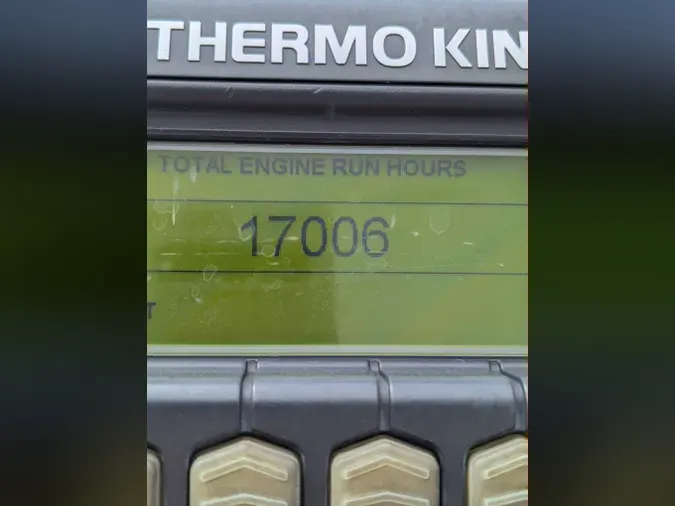 THERMO KIN
TOTAL ENGINE RUN HOURS
17006
T